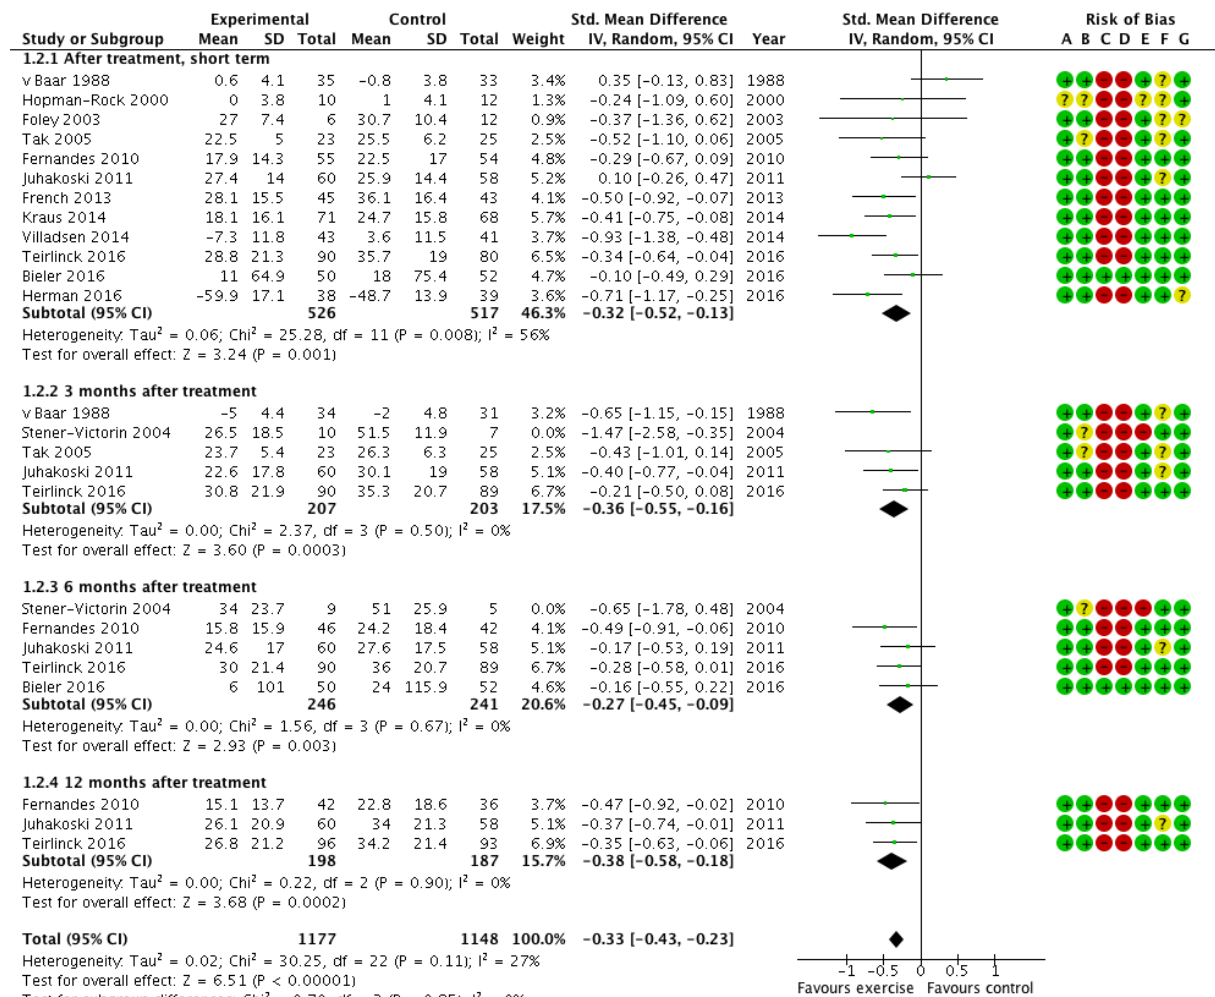 Experimental Control Std. Mean Difference Std. Mean Difference Risk of Bias
Study or Subgroup Mean SD Total Mean SD Total Weight IV, Random, 95% CI Year IV, Random, 95% CI A B C D E F G
1.2.1 After treatment, short term
v Baar 1988 0.6 4.1 35 -0.8 3.8 33 3.4% 0.35 [-0.13, 0.83] 1988 + + - - + ? +
Hopman-Rock 2000 0 3.8 10 1 4.1 12 1.3% -0.24 [-1.09, 0.60] 2000 ? ? - - ? ? +
Foley 2003 27 7.4 6 30.7 10.4 12 0.9% -0.37 [-1.36, 0.62] 2003 + + - - + ? ?
Tak 2005 22.5 5 23 25.5 6.2 25 2.5% -0.52 [-1.10, 0.06] 2005 + ? - - + ? +
Fernandes 2010 17.9 14.3 55 22.5 17 54 4.8% -0.29 [-0.67, 0.09] 2010 + + - - + + +
Juhakoski 2011 27.4 14 60 25.9 14.4 58 5.2% 0.10 [-0.26, 0.47] 2011 + + - - + ? +
French 2013 28.1 15.5 45 36.1 16.4 43 4.1% -0.50 [-0.92, -0.07] 2013 + + - - + + +
Kraus 2014 18.1 16.1 71 24.7 15.8 68 5.7% -0.41 [-0.75, -0.08] 2014 + + - - + + +
Villadsen 2014 -7.3 11.8 43 3.6 11.5 41 3.7% -0.93 [-1.38, -0.48] 2014 + + - - + + +
Teirlinck 2016 28.8 21.3 90 35.7 19 80 6.5% -0.34 [-0.64, -0.04] 2016 + + - - + + +
Bieler 2016 11 64.9 50 18 75.4 52 4.7% -0.10 [-0.49, 0.29] 2016 + + + + + + +
Herman 2016 -59.9 17.1 38 -48.7 13.9 39 3.6% -0.71 [-1.17, -0.25] 2016 + + - - + + ?
Subtotal (95% CI) 526 517 46.3% -0.32 [-0.52, -0.13]
Heterogeneity: Tau² = 0.06; Chi² = 25.28, df = 11 (P = 0.008); I² = 56%
Test for overall effect: Z = 3.24 (P = 0.001)
1.2.2 3 months after treatment
v Baar 1988 -5 4.4 34 -2 4.8 31 3.2% -0.65 [-1.15, -0.15] 1988 + + - - + ? +
Stener-Victorin 2004 26.5 18.5 10 51.5 11.9 7 0.0% -1.47 [-2.58, -0.35] 2004 + ? - - - + +
Tak 2005 23.7 5.4 23 26.3 6.3 25 2.5% -0.43 [-1.01, 0.14] 2005 + ? - - + ? +
Juhakoski 2011 22.6 17.8 60 30.1 19 58 5.1% -0.40 [-0.77, -0.04] 2011 + + - - + ? +
Teirlinck 2016 30.8 21.9 90 35.3 20.7 89 6.7% -0.21 [-0.50, 0.08] 2016 + + - - + + +
Subtotal (95% CI) 207 203 17.5% -0.36 [-0.55, -0.16]
Heterogeneity: Tau² = 0.00; Chi² = 2.37, df = 3 (P = 0.50); I² = 0%
Test for overall effect: Z = 3.60 (P = 0.0003)
1.2.3 6 months after treatment
Stener-Victorin 2004 34 23.7 9 51 25.9 5 0.0% -0.65 [-1.78, 0.48] 2004 + ? - - - + +
Fernandes 2010 15.8 15.9 46 24.2 18.4 42 4.1% -0.49 [-0.91, -0.06] 2010 + + - - + + +
Juhakoski 2011 24.6 17 60 27.6 17.5 58 5.1% -0.17 [-0.53, 0.19] 2011 + + - - + ? +
Teirlinck 2016 30 21.4 90 36 20.7 89 6.7% -0.28 [-0.58, 0.01] 2016 + + - - + + +
Bieler 2016 6 101 50 24 115.9 52 4.6% -0.16 [-0.55, 0.22] 2016 + + + + + + +
Subtotal (95% CI) 246 241 20.6% -0.27 [-0.45, -0.09]
Heterogeneity: Tau² = 0.00; Chi² = 1.56, df = 3 (P = 0.67); I² = 0%
Test for overall effect: Z = 2.93 (P = 0.003)
1.2.4 12 months after treatment
Fernandes 2010 15.1 13.7 42 22.8 18.6 36 3.7% -0.47 [-0.92, -0.02] 2010 + + - - + + +
Juhakoski 2011 26.1 20.9 60 34 21.3 58 5.1% -0.37 [-0.74, -0.01] 2011 + + - - + ? +
Teirlinck 2016 26.8 21.2 96 34.2 21.4 93 6.9% -0.35 [-0.63, -0.06] 2016 + + - - + + +
Subtotal (95% CI) 198 187 15.7% -0.38 [-0.58, -0.18]
Heterogeneity: Tau² = 0.00; Chi² = 0.22, df = 2 (P = 0.90); I² = 0%
Test for overall effect: Z = 3.68 (P = 0.0002)
Total (95% CI) 1177 1148 100.0% -0.33 [-0.43, -0.23]
Heterogeneity: Tau² = 0.02; Chi² = 30.25, df = 22 (P = 0.11); I² = 27%
Test for overall effect: Z = 6.51 (P < 0.00001)
-1 -0.5 0 0.5 1
Favours exercise Favours control